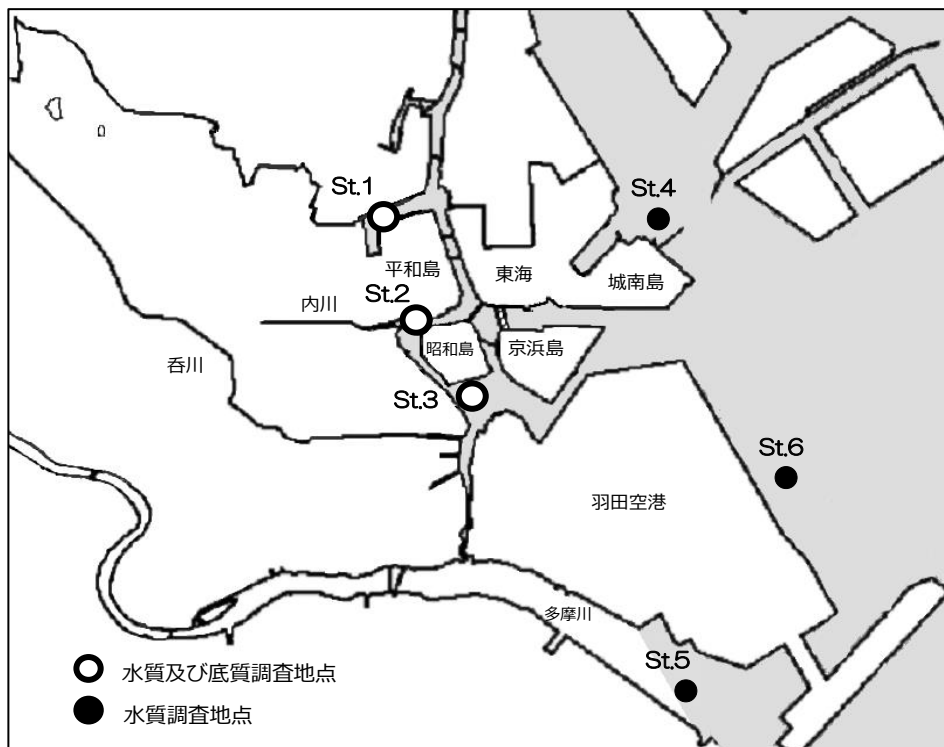 St.1
St.4
平和島
東海
城南島
内川
St.2
昭和島
京浜島
呑川
St.3
St.6
羽田空港
多摩川
St.5
水質及び底質調査地点
水質調査地点